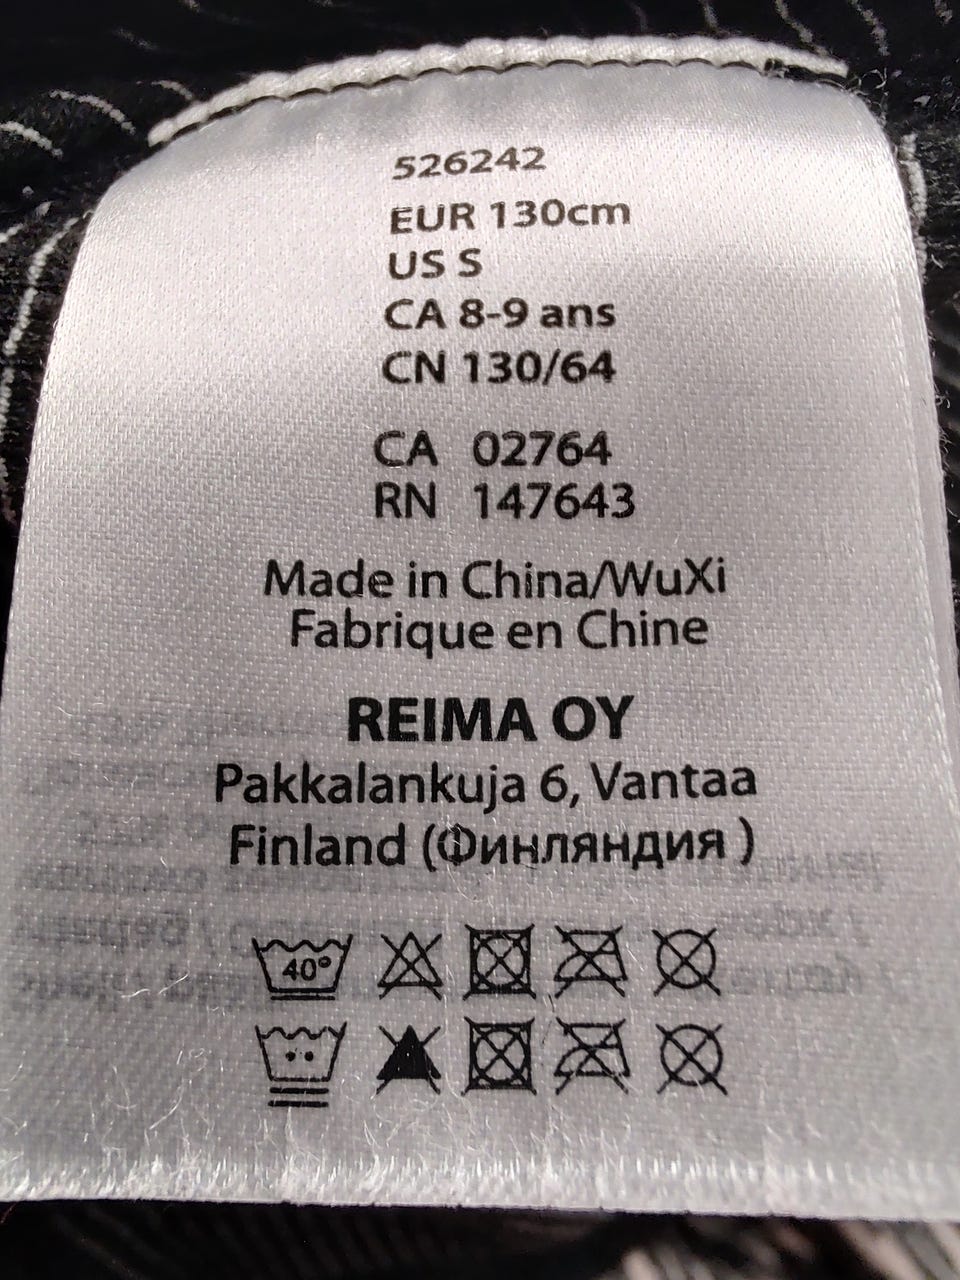 526242
EUR 130cm
US S
CA 8-9 ans
CN 130/64
CA 02764
RN 147643
Made in China/WuXi
Fabrique en Chine
REIMA OY
Pakkalankuja 6, Vantaa
Finland (Финляндия )
40°